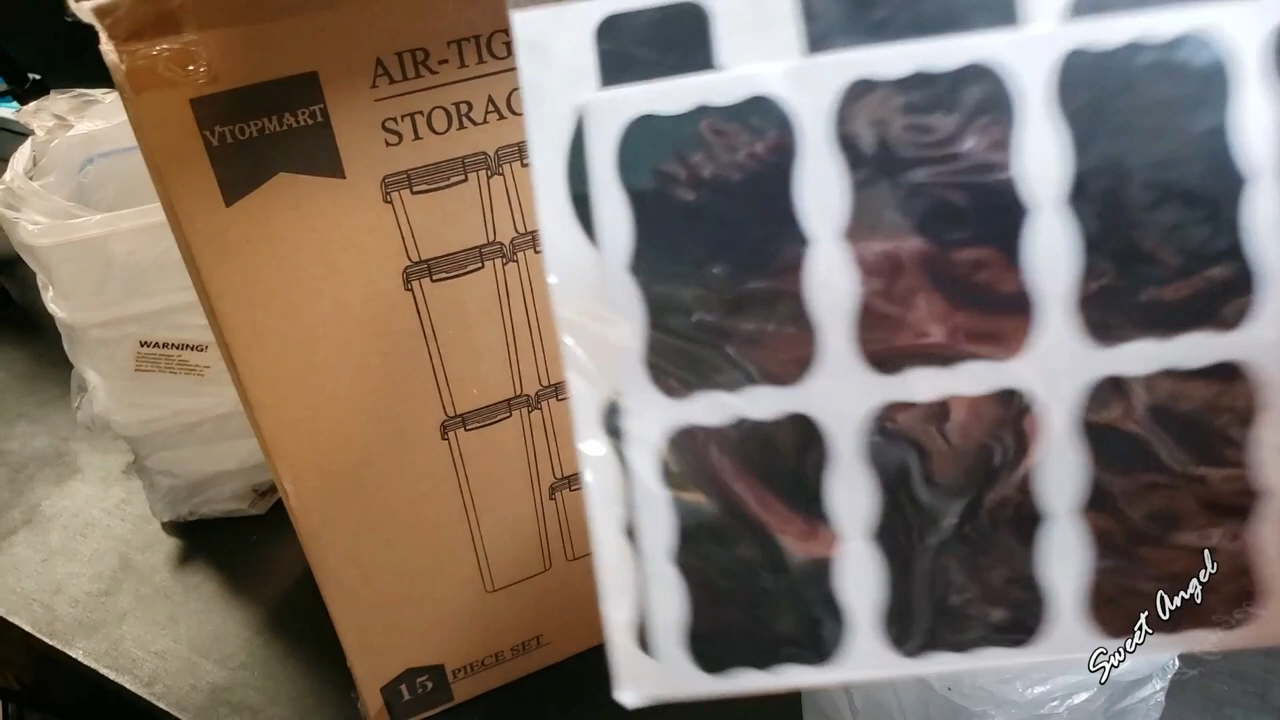 VTOPMART
AIR-TIG
STORAG
WARNING!
15 PIECE SET
Sweet Angel